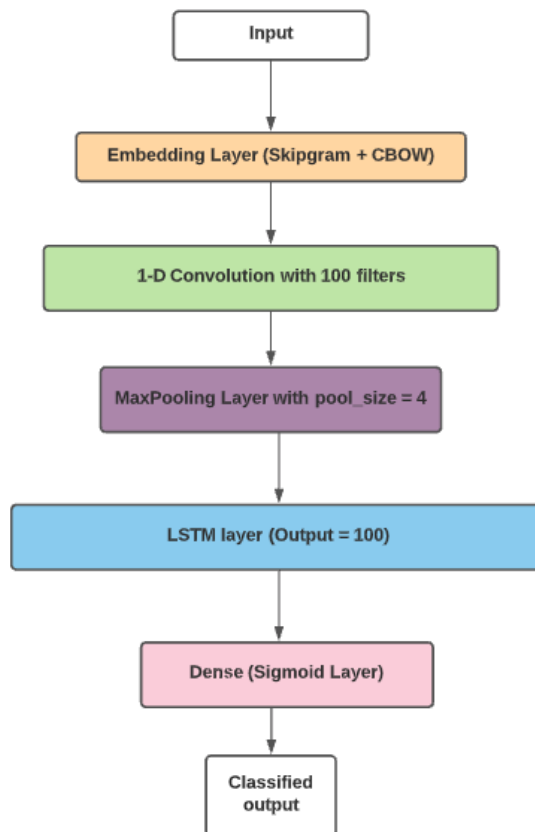 Input
Embedding Layer (Skipgram + CBOW)
1-D Convolution with 100 filters
MaxPooling Layer with pool_size = 4
LSTM layer (Output = 100)
Dense (Sigmoid Layer)
Classified
output